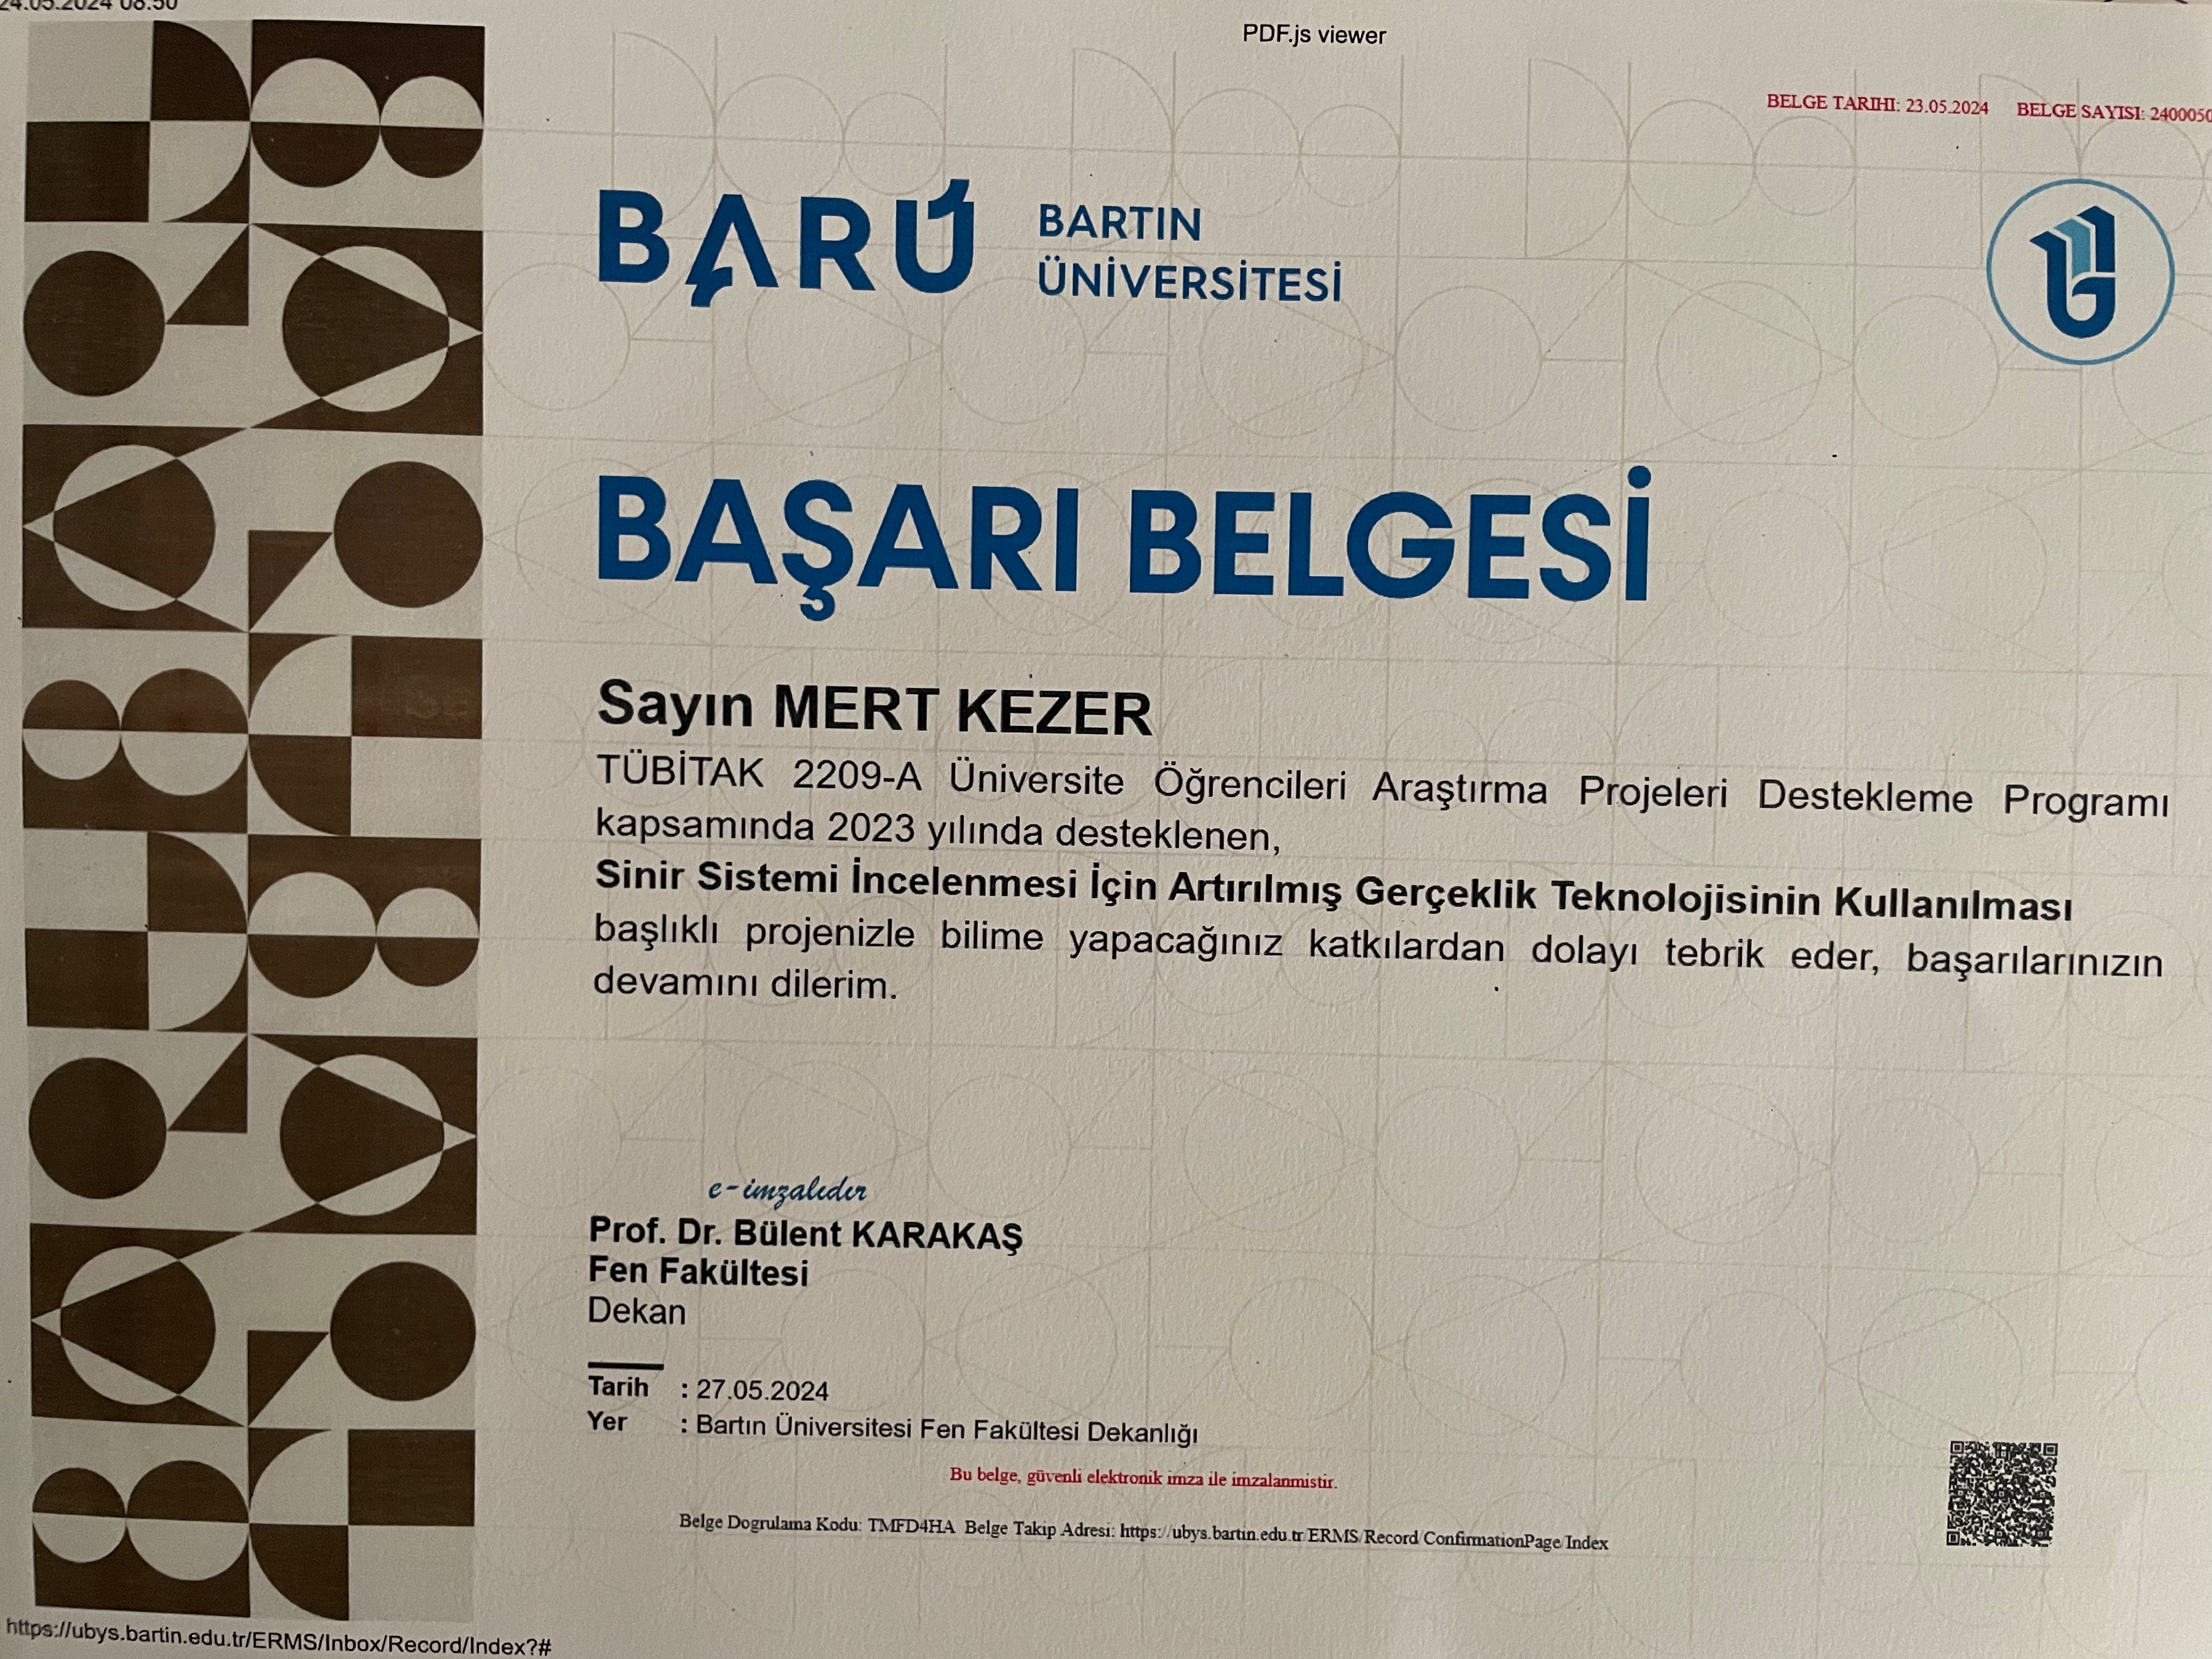 24.05.2024 08:50
PDF.js viewer
BELGE TARIHI: 23.05.2024 BELGE SAYISI: 2400050
BARÜ
BARTIN
ÜNİVERSİTESİ
BAŞARI BELGESİ
Sayın MERT KEZER
TÜBİTAK 2209-A Üniversite Öğrencileri Araştırma Projeleri Destekleme Programı
kapsamında 2023 yılında desteklenen,
Sinir Sistemi İncelenmesi İçin Artırılmış Gerçeklik Teknolojisinin Kullanılması
başlıklı projenizle bilime yapacağınız katkılardan dolayı tebrik eder, başarılarınızın
devamını dilerim.
e-imzalıdır
Prof. Dr. Bülent KARAKAŞ
Fen Fakültesi
Dekan
Tarih : 27.05.2024
Yer : Bartın Üniversitesi Fen Fakültesi Dekanlığı
Bu belge, güvenli elektronik imza ile imzalanmistir.
Belge Dogrulama Kodu: TMFD4HA Belge Takip Adresi: https://ubys.bartin.edu.tr/ERMS/Record/ConfirmationPage/Index
https://ubys.bartin.edu.tr/ERMS/Inbox/Record/Index?#